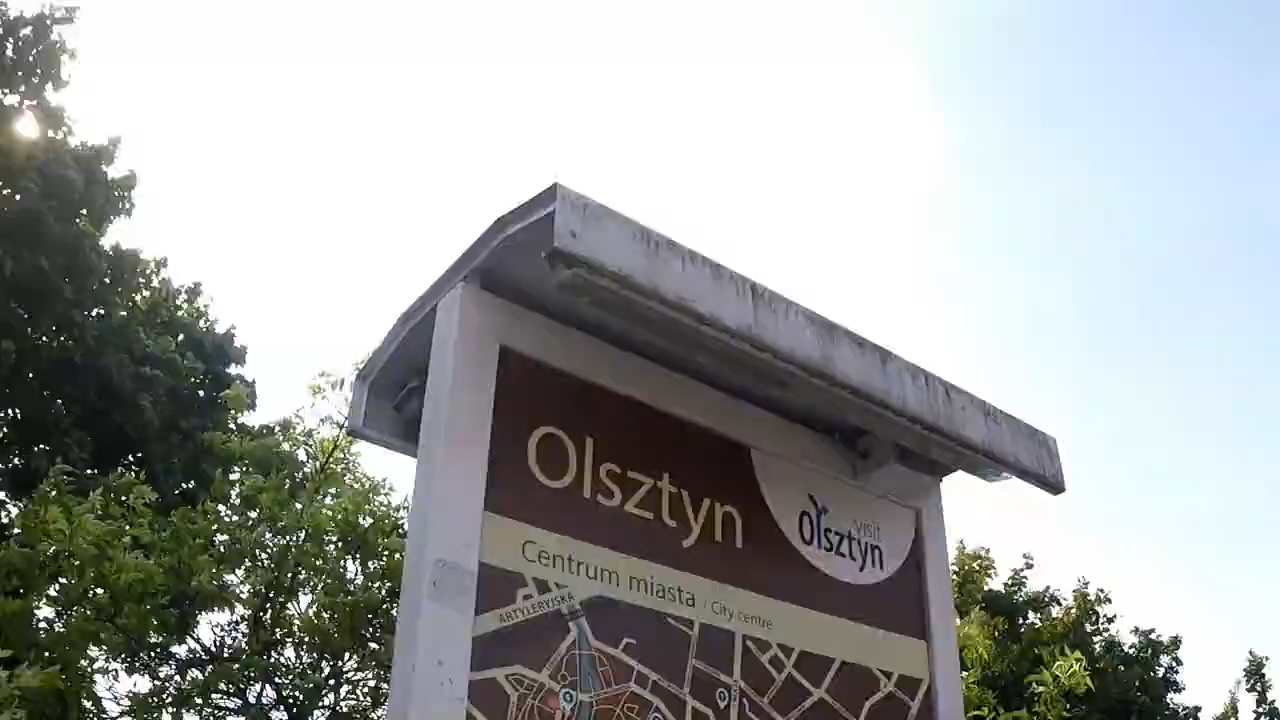 Olsztyn
visit
Olsztyn
Centrum miasta / City centre
ARTYLERYJSKA